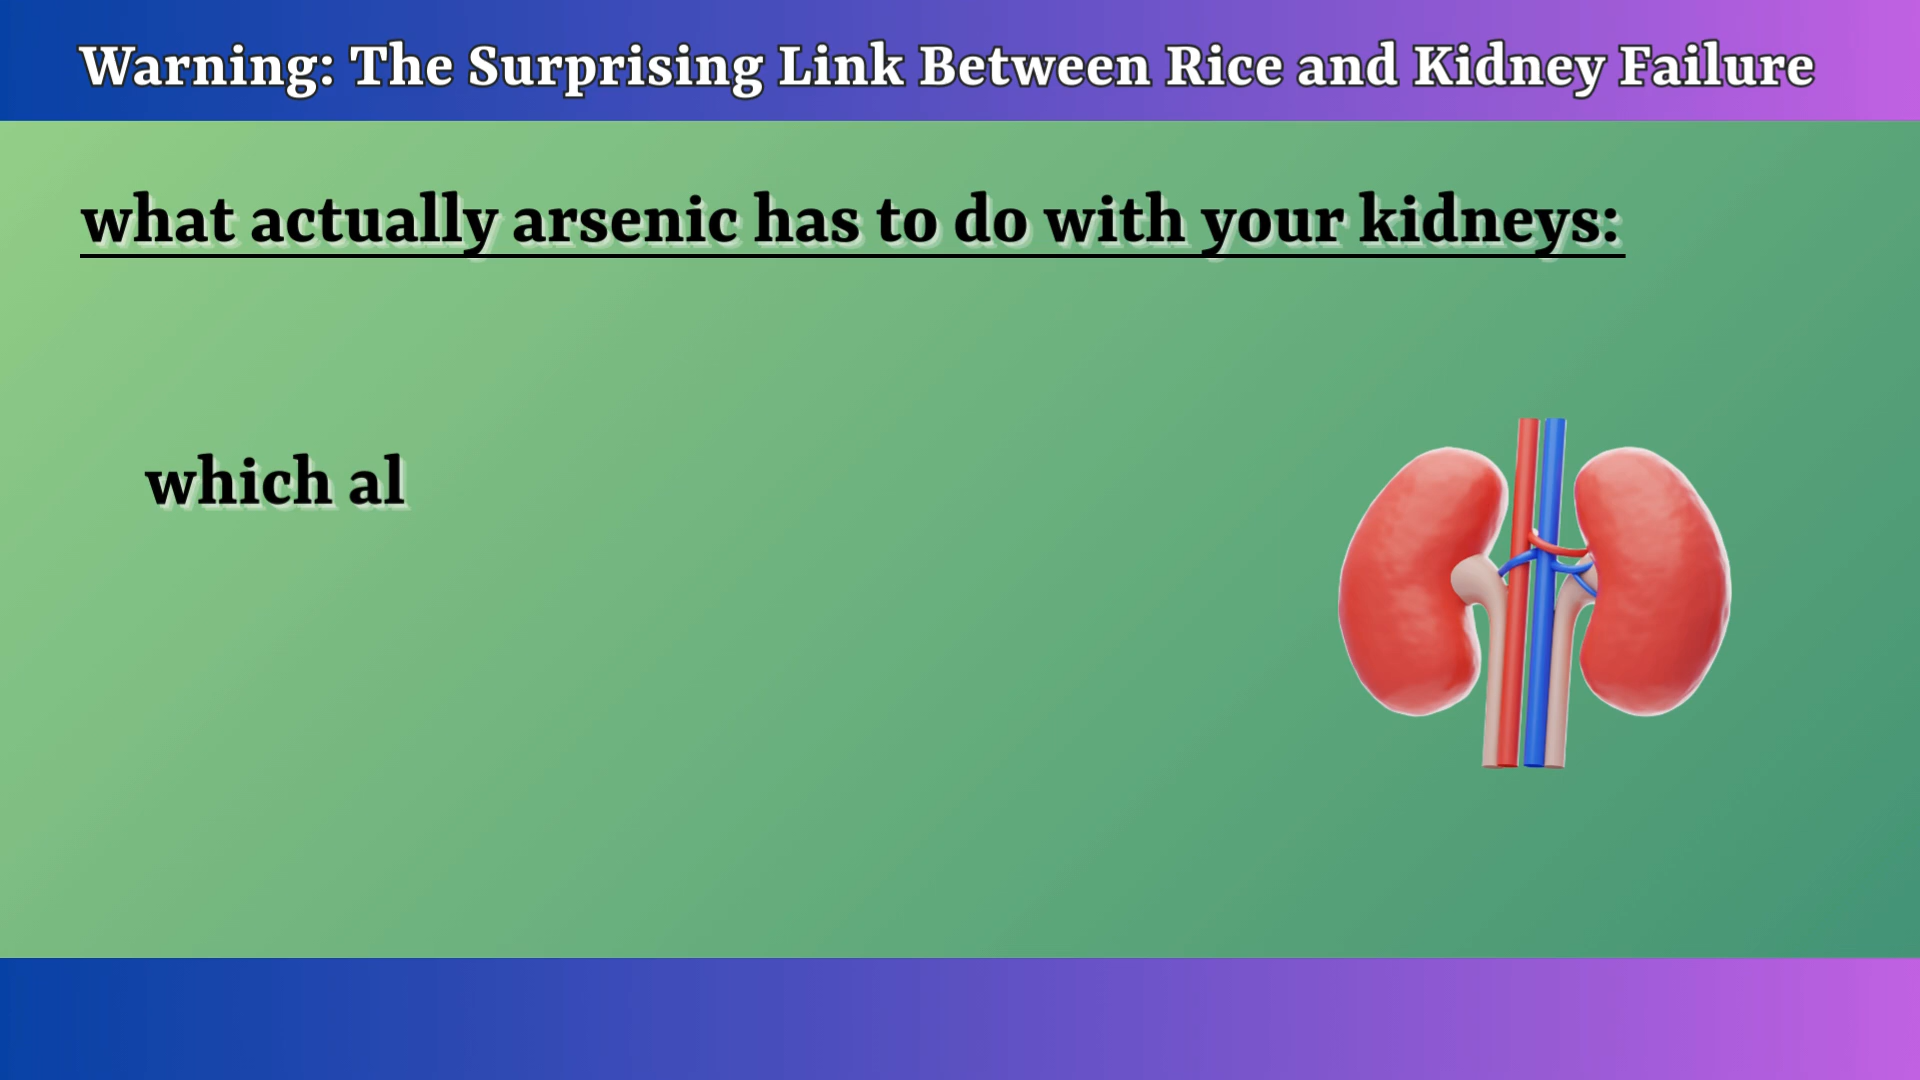 Warning: The Surprising Link Between Rice and Kidney Failure
what actually arsenic has to do with your kidneys:
which al